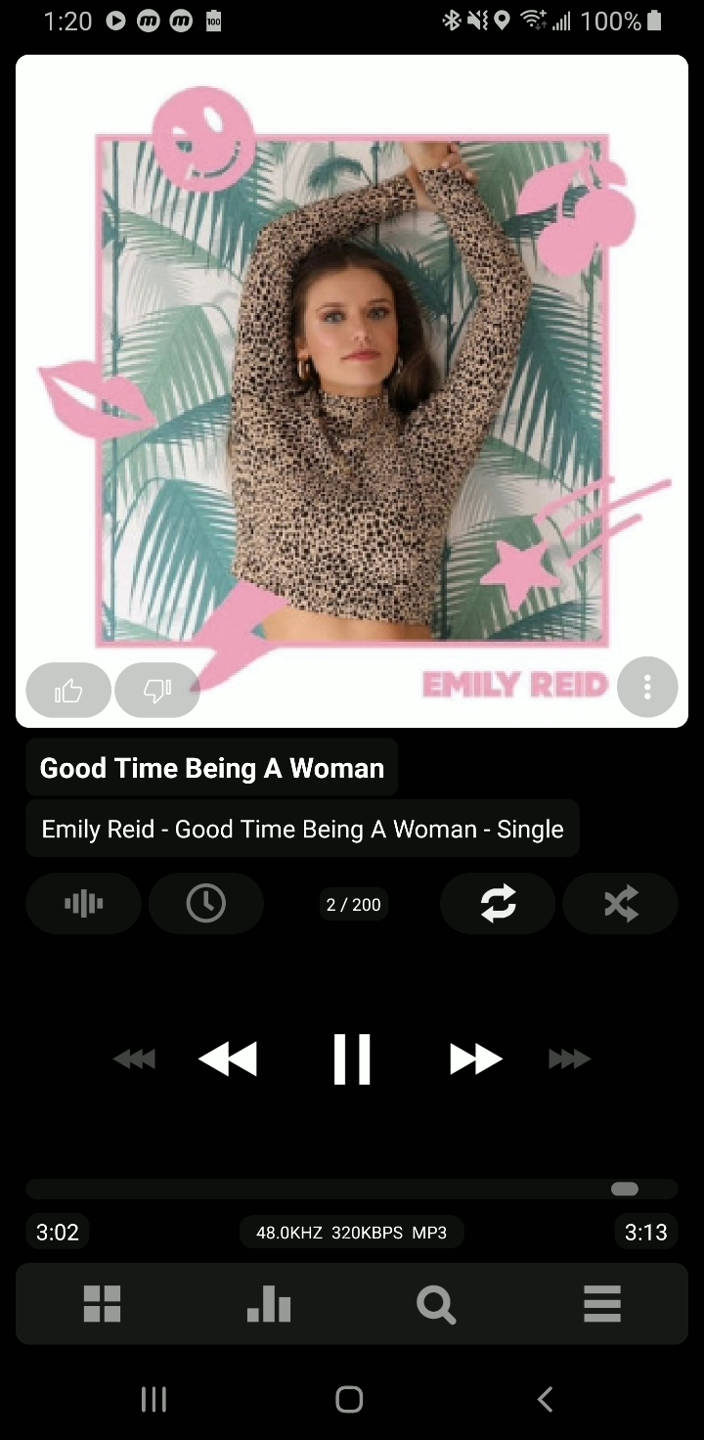 1:20
100
100%
EMILY REID
Good Time Being A Woman
Emily Reid - Good Time Being A Woman - Single
2 / 200
3:02
48.0KHZ 320KBPS MP3
3:13